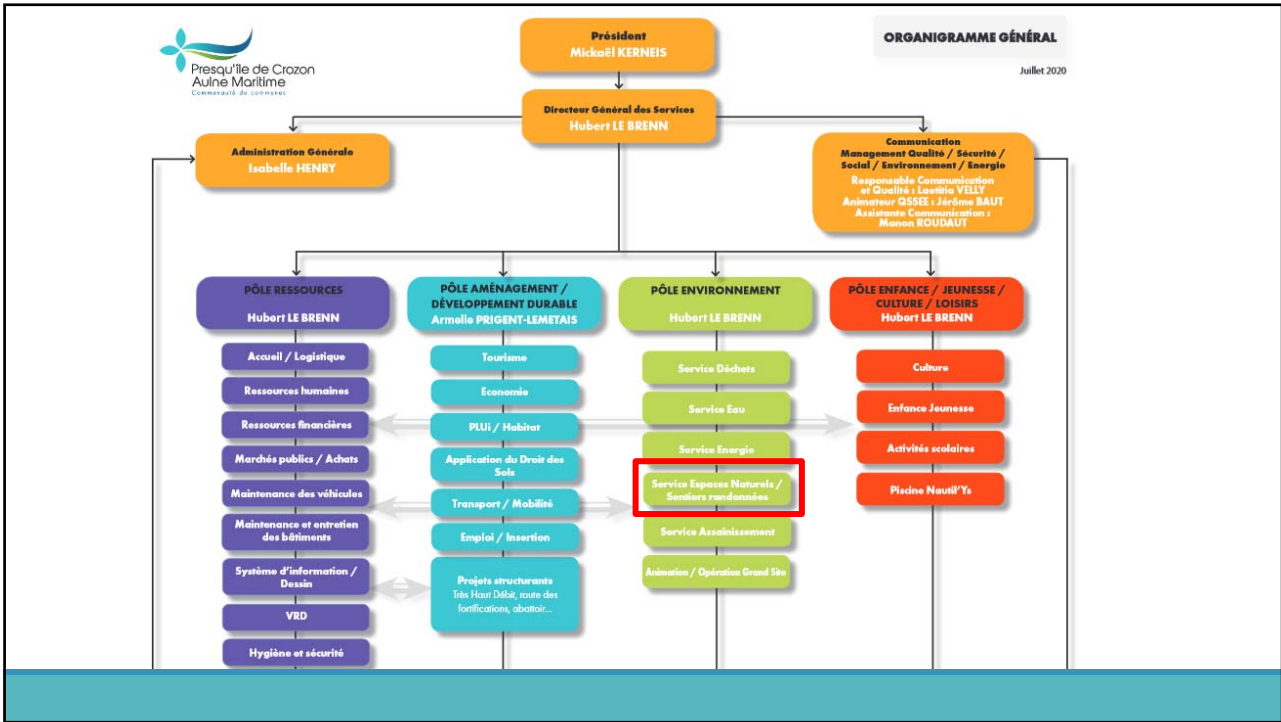 Presqu'île de Crozon
Aulne Maritime
Communauté de communes
Président
Mickaël KERNEIS
ORGANIGRAMME GÉNÉRAL
Juillet 2020
Directeur Général des Services
Hubert LE BRENN
Administration Générale
Isabelle HENRY
Communication
Management Qualité / Sécurité /
Social / Environnement / Energie
Responsable Communication
et Qualité : Laetitia VELLY
Animateur QSSEE : Jérôme BAUT
Assistante Communication :
Manon ROUDAUT
PÔLE RESSOURCES
Hubert LE BRENN
Accueil / Logistique
Ressources humaines
Ressources financières
Marchés publics / Achats
Maintenance des véhicules
Maintenance et entretien
des bâtiments
Système d'information /
Dessin
VRD
Hygiène et sécurité
PÔLE AMÉNAGEMENT /
DÉVELOPPEMENT DURABLE
Armelle PRIGENT-LEMETAIS
Tourisme
Economie
PLUi / Habitat
Application du Droit des
Sols
Transport / Mobilité
Emploi / Insertion
Projets structurants
Très Haut Débit, route des
fortifications, abattoir...
PÔLE ENVIRONNEMENT
Hubert LE BRENN
Service Déchets
Service Eau
Service Energie
Service Espaces Naturels /
Sentiers randonnées
Service Assainissement
Animation / Opération Grand Site
PÔLE ENFANCE / JEUNESSE /
CULTURE / LOISIRS
Hubert LE BRENN
Culture
Enfance Jeunesse
Activités scolaires
Piscine Nautil'Ys